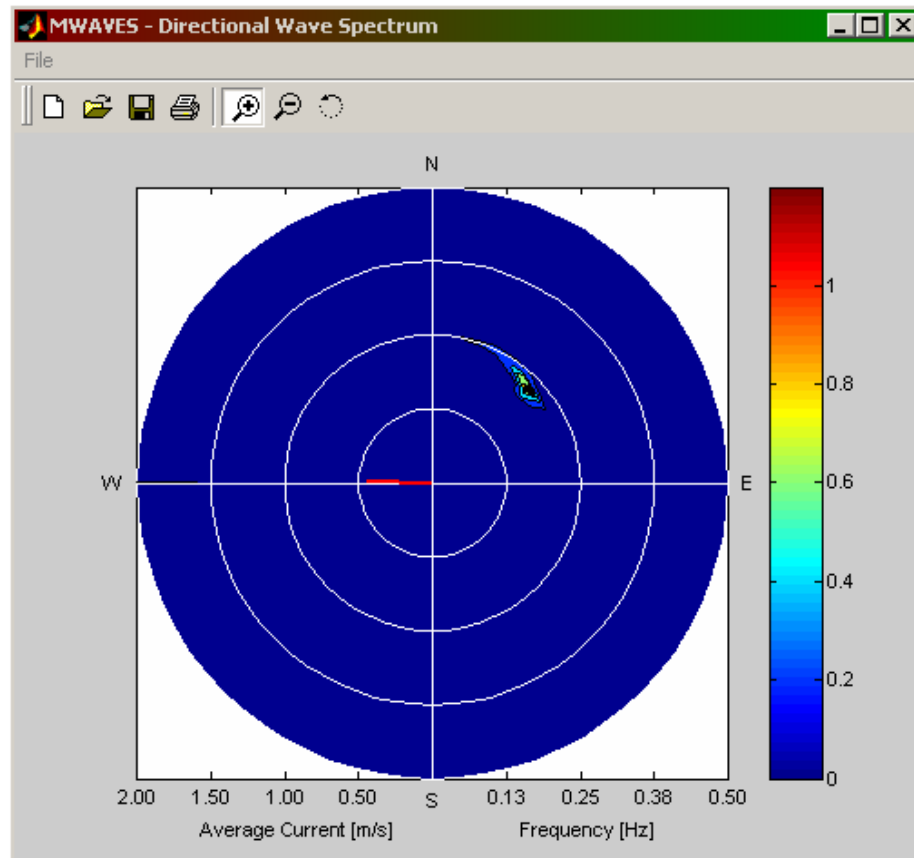 MWAVES - Directional Wave Spectrum
File
N
W
E
S
1
0.8
0.6
0.4
0.2
0
2.00 1.50 1.00 0.50 0.13 0.25 0.38 0.50
Average Current [m/s] Frequency [Hz]